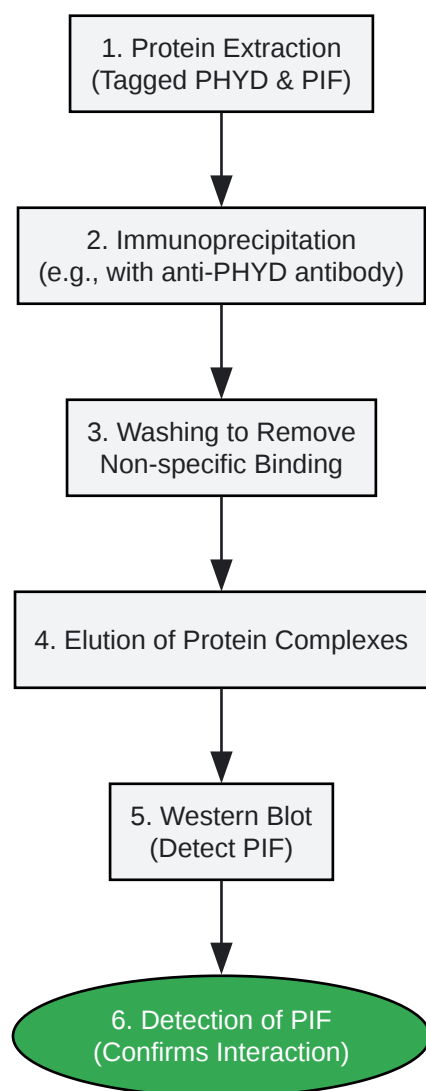 1. Protein Extraction
(Tagged PHYD & PIF)
2. Immunoprecipitation
(e.g., with anti-PHYD antibody)
3. Washing to Remove
Non-specific Binding
4. Elution of Protein Complexes
5. Western Blot
(Detect PIF)
6. Detection of PIF
(Confirms Interaction)